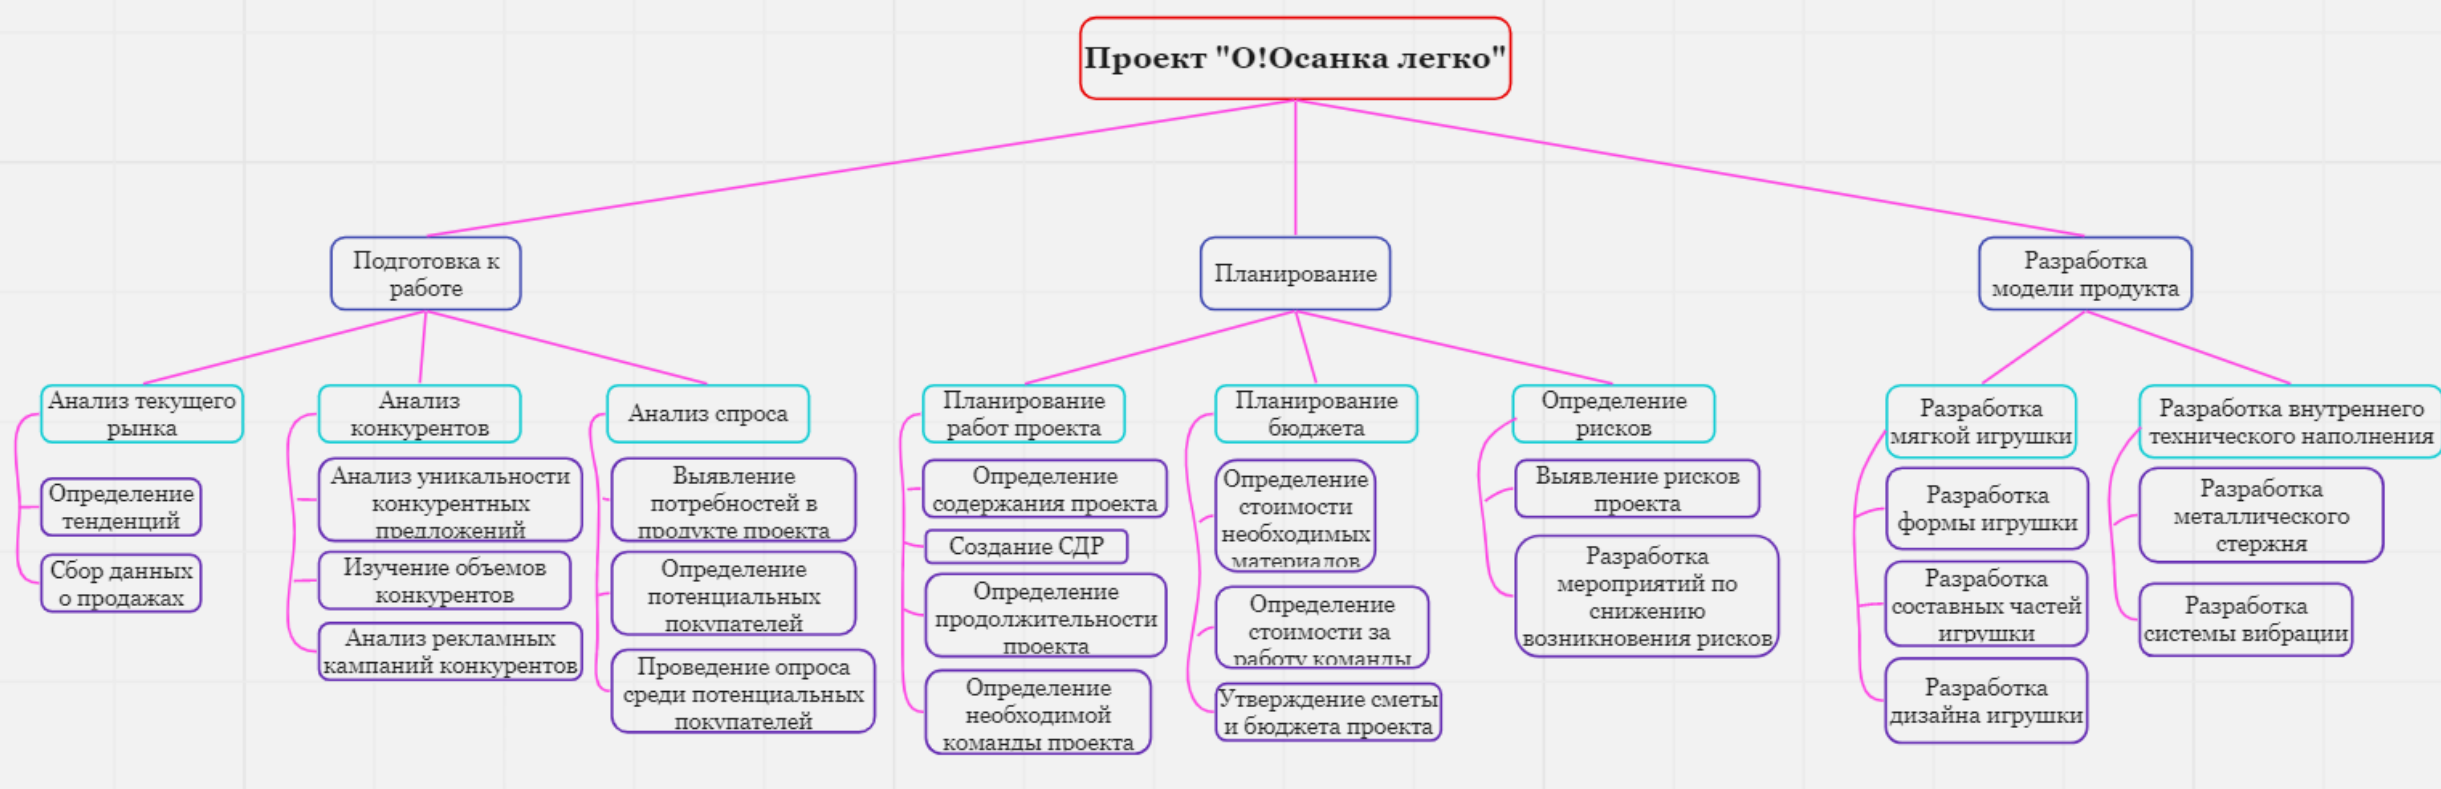 Проект "О!Осанка легко"
Подготовка к
работе
Планирование
Разработка
модели продукта
Анализ текущего
рынка
Определение
тенденций
Сбор данных
о продажах
Анализ
конкурентов
Анализ уникальности
конкурентных
предложений
Изучение объемов
конкурентов
Анализ рекламных
кампаний конкурентов
Анализ спроса
Выявление
потребностей в
продукте проекта
Определение
потенциальных
покупателей
Проведение опроса
среди потенциальных
покупателей
Планирование
работ проекта
Определение
содержания проекта
Создание СДР
Определение
продолжительности
проекта
Определение
необходимой
команды проекта
Планирование
бюджета
Определение
стоимости
необходимых
материалов
Определение
стоимости за
работу команды
Утверждение сметы
и бюджета проекта
Определение
рисков
Выявление рисков
проекта
Разработка
мероприятий по
снижению
возникновения рисков
Разработка
мягкой игрушки
Разработка
формы игрушки
Разработка
составных частей
игрушки
Разработка
дизайна игрушки
Разработка внутреннего
технического наполнения
Разработка
металлического
стержня
Разработка
системы вибрации